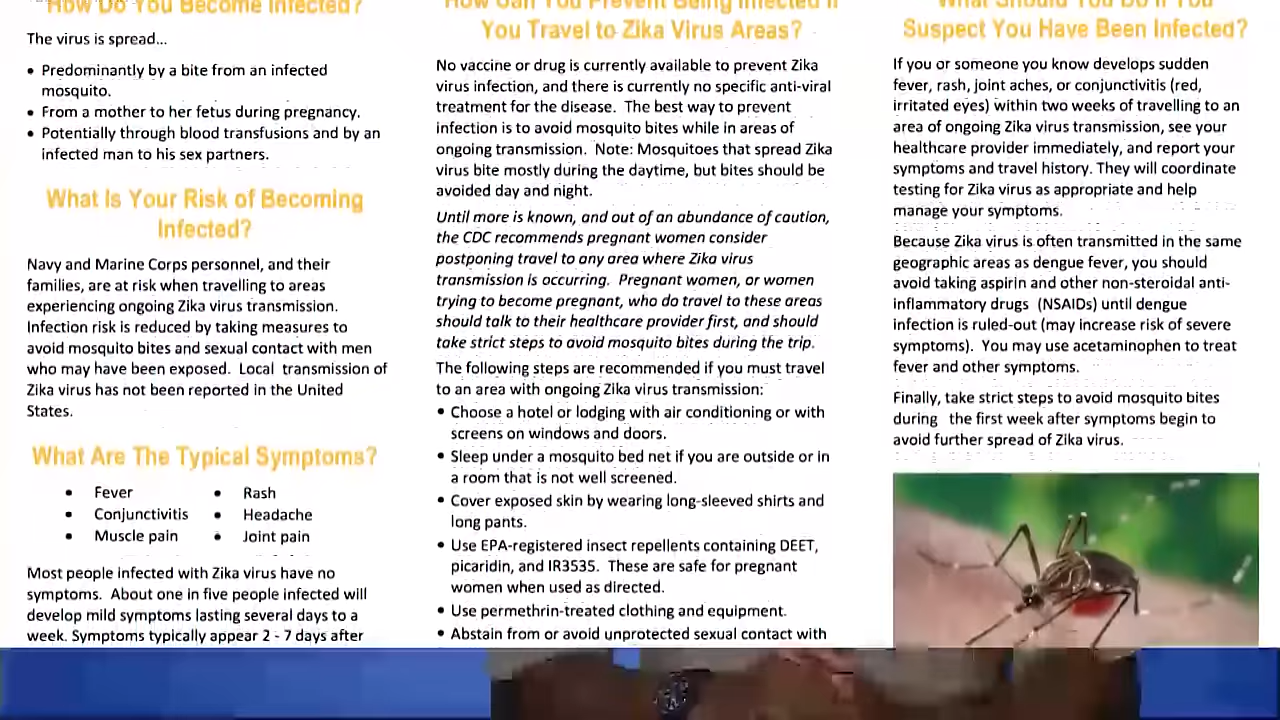 How Do You Become Infected?
The virus is spread...
• Predominantly by a bite from an infected
mosquito.
• From a mother to her fetus during pregnancy.
• Potentially through blood transfusions and by an
infected man to his sex partners.
What Is Your Risk of Becoming
Infected?
Navy and Marine Corps personnel, and their
families, are at risk when travelling to areas
experiencing ongoing Zika virus transmission.
Infection risk is reduced by taking measures to
avoid mosquito bites and sexual contact with men
who may have been exposed. Local transmission of
Zika virus has not been reported in the United
States.
What Are The Typical Symptoms?
• Fever
• Conjunctivitis
• Muscle pain
• Rash
• Headache
• Joint pain
Most people infected with Zika virus have no
symptoms. About one in five people infected will
develop mild symptoms lasting several days to a
week. Symptoms typically appear 2 - 7 days after
How Can You Prevent Being Infected If
You Travel to Zika Virus Areas?
No vaccine or drug is currently available to prevent Zika
virus infection, and there is currently no specific anti-viral
treatment for the disease. The best way to prevent
infection is to avoid mosquito bites while in areas of
ongoing transmission. Note: Mosquitoes that spread Zika
virus bite mostly during the daytime, but bites should be
avoided day and night.
Until more is known, and out of an abundance of caution,
the CDC recommends pregnant women consider
postponing travel to any area where Zika virus
transmission is occurring. Pregnant women, or women
trying to become pregnant, who do travel to these areas
should talk to their healthcare provider first, and should
take strict steps to avoid mosquito bites during the trip.
The following steps are recommended if you must travel
to an area with ongoing Zika virus transmission:
• Choose a hotel or lodging with air conditioning or with
screens on windows and doors.
• Sleep under a mosquito bed net if you are outside or in
a room that is not well screened.
• Cover exposed skin by wearing long-sleeved shirts and
long pants.
• Use EPA-registered insect repellents containing DEET,
picaridin, and IR3535. These are safe for pregnant
women when used as directed.
• Use permethrin-treated clothing and equipment.
• Abstain from or avoid unprotected sexual contact with
What Should You Do If You
Suspect You Have Been Infected?
If you or someone you know develops sudden
fever, rash, joint aches, or conjunctivitis (red,
irritated eyes) within two weeks of travelling to an
area of ongoing Zika virus transmission, see your
healthcare provider immediately, and report your
symptoms and travel history. They will coordinate
testing for Zika virus as appropriate and help
manage your symptoms.
Because Zika virus is often transmitted in the same
geographic areas as dengue fever, you should
avoid taking aspirin and other non-steroidal anti-
inflammatory drugs (NSAIDs) until dengue
infection is ruled-out (may increase risk of severe
symptoms). You may use acetaminophen to treat
fever and other symptoms.
Finally, take strict steps to avoid mosquito bites
during the first week after symptoms begin to
avoid further spread of Zika virus.